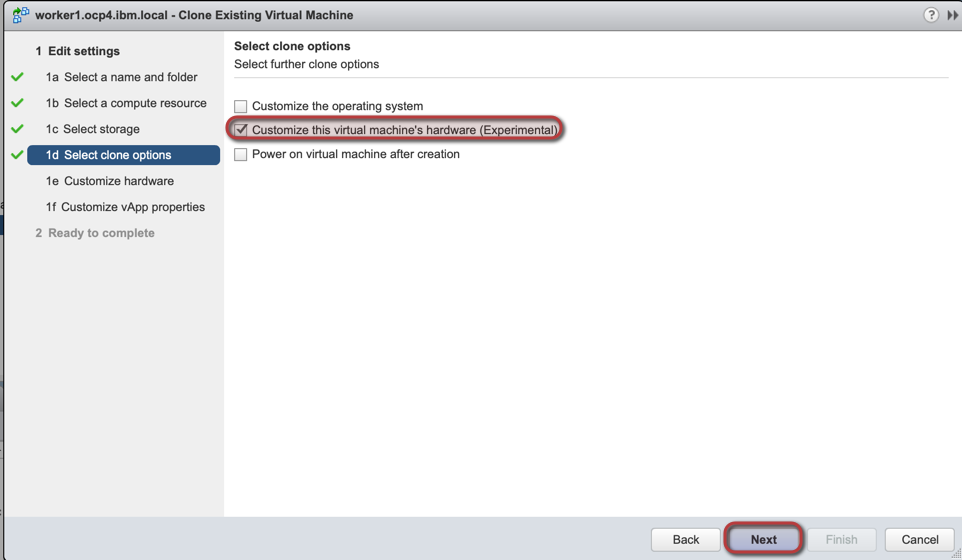 worker1.ocp4.ibm.local - Clone Existing Virtual Machine
?
1 Edit settings
1a Select a name and folder
1b Select a compute resource
1c Select storage
1d Select clone options
1e Customize hardware
1f Customize vApp properties
2 Ready to complete
Select clone options
Select further clone options
Customize the operating system
Customize this virtual machine's hardware (Experimental)
Power on virtual machine after creation
Back
Next
Finish
Cancel